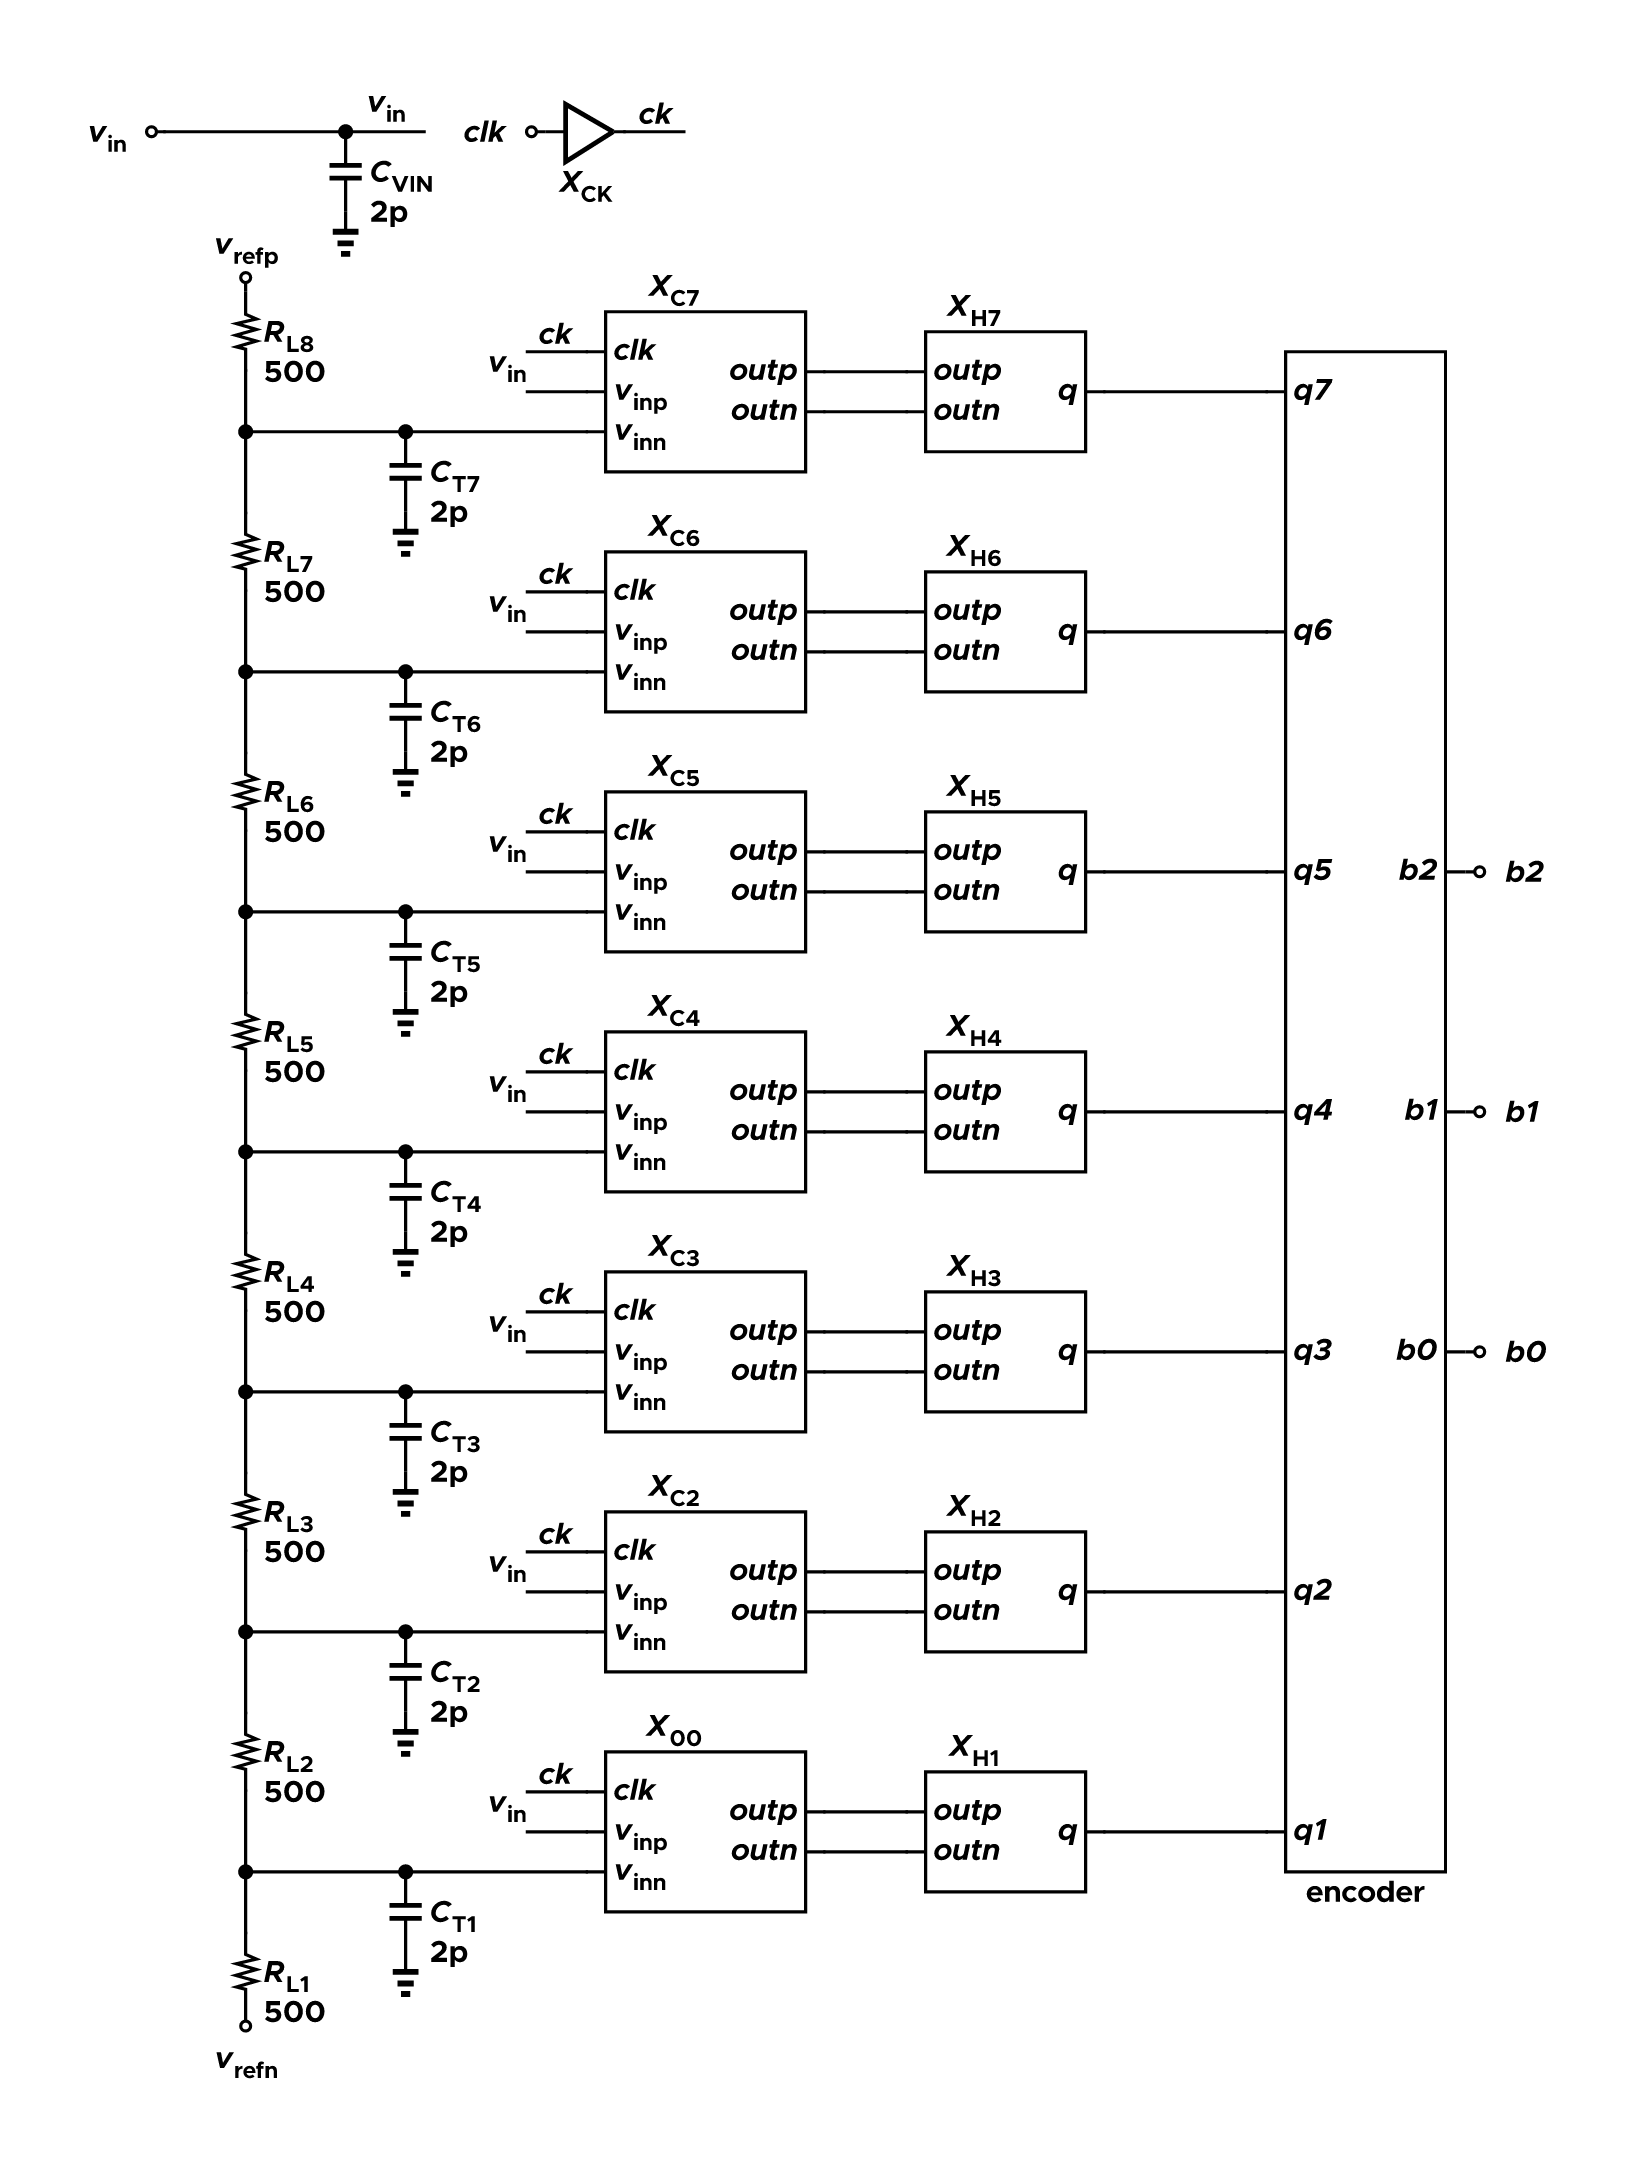 vin
vin
CVIN
2p
clk
ck
XCK
vrefp
RL8
500
XC7
ck
vin
clk
vinp
vinn
outp
outn
XH7
outp
outn
q
q7
CT7
2p
RL7
500
XC6
ck
vin
clk
vinp
vinn
outp
outn
XH6
outp
outn
q
q6
CT6
2p
RL6
500
XC5
ck
vin
clk
vinp
vinn
outp
outn
XH5
outp
outn
q
q5
b2
b2
CT5
2p
RL5
500
XC4
ck
vin
clk
vinp
vinn
outp
outn
XH4
outp
outn
q
q4
b1
b1
CT4
2p
RL4
500
XC3
ck
vin
clk
vinp
vinn
outp
outn
XH3
outp
outn
q
q3
b0
b0
CT3
2p
RL3
500
XC2
ck
vin
clk
vinp
vinn
outp
outn
XH2
outp
outn
q
q2
CT2
2p
RL2
500
X00
ck
vin
clk
vinp
vinn
outp
outn
XH1
outp
outn
q
q1
encoder
CT1
2p
RL1
500
vrefn